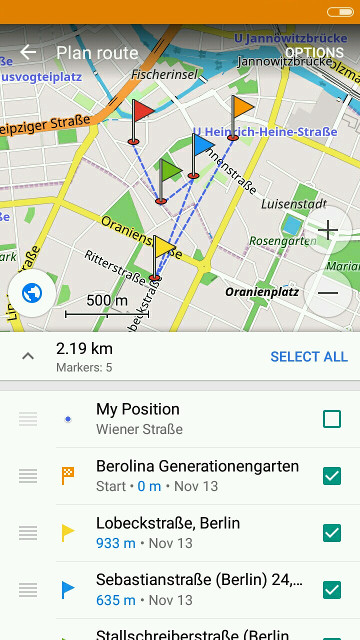 U Jannowitzbrücke
Plan route
OPTIONS
Jannowitzbrücke
usvogteiplatz
Fischerinsel
eipziger Straße
U Heinrich-Heine-Straße
nnenstraße
Luisenstadt
Oranienstraße
Rosengarten
Ritterstraße
Maria
Oranienplatz
500 m
beckstraß
2.19 km
Markers: 5
SELECT ALL
My Position
Wiener Straße
Berolina Generationengarten
Start • 0 m • Nov 13
Lobeckstraße, Berlin
933 m • Nov 13
Sebastianstraße (Berlin) 24,...
635 m • Nov 13
Stallschreiberstraße (Berlin